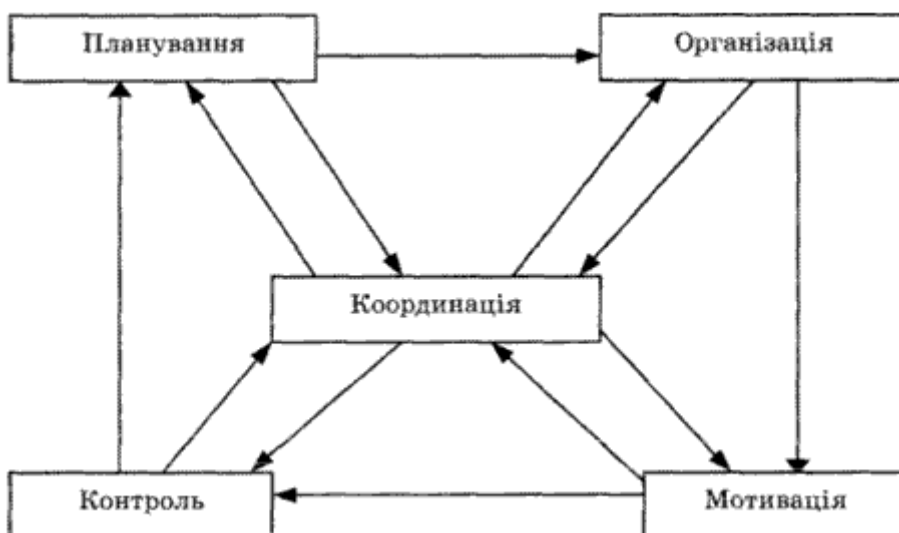 Планування
Організація
Координація
Контроль
Мотивація